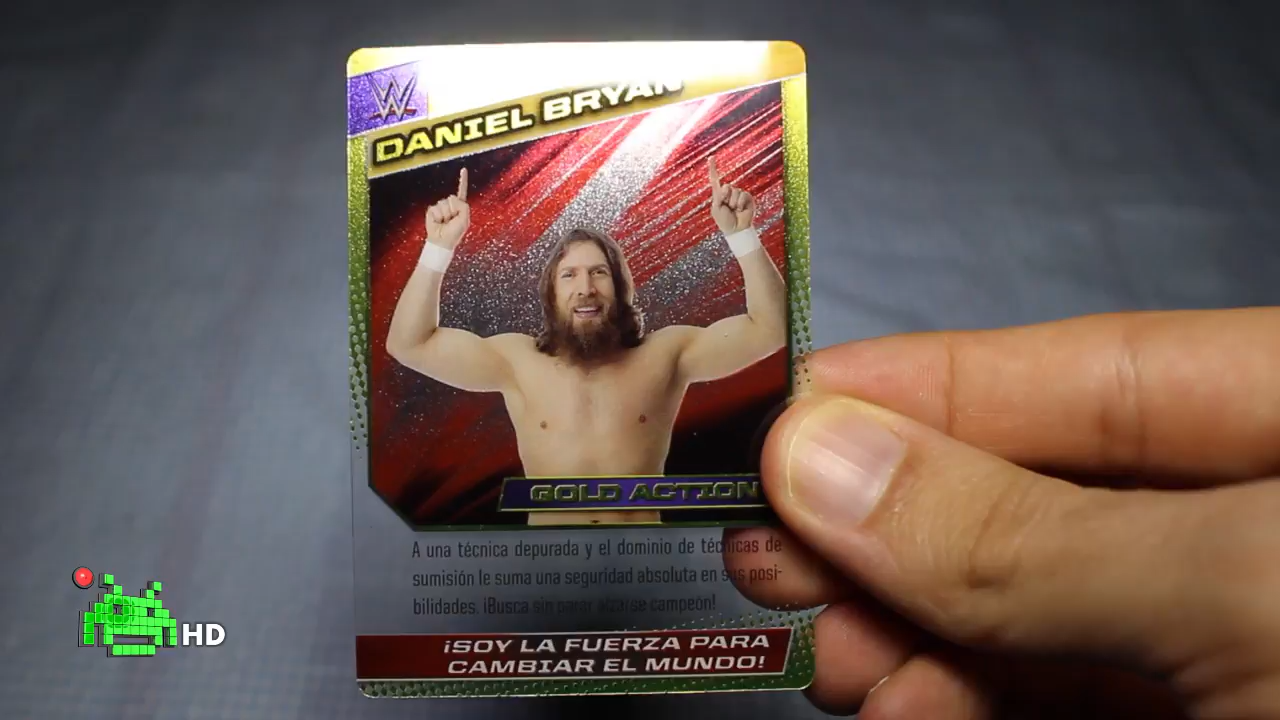 W
DANIEL BRYAN
GOLD ACTION
A una técnica depurada y el dominio de técnicas de
sumisión le suma una seguridad absoluta en sus posi-
bilidades. ¡Busca sin parar alzarse campeón!
¡SOY LA FUERZA PARA
CAMBIAR EL MUNDO!
HD